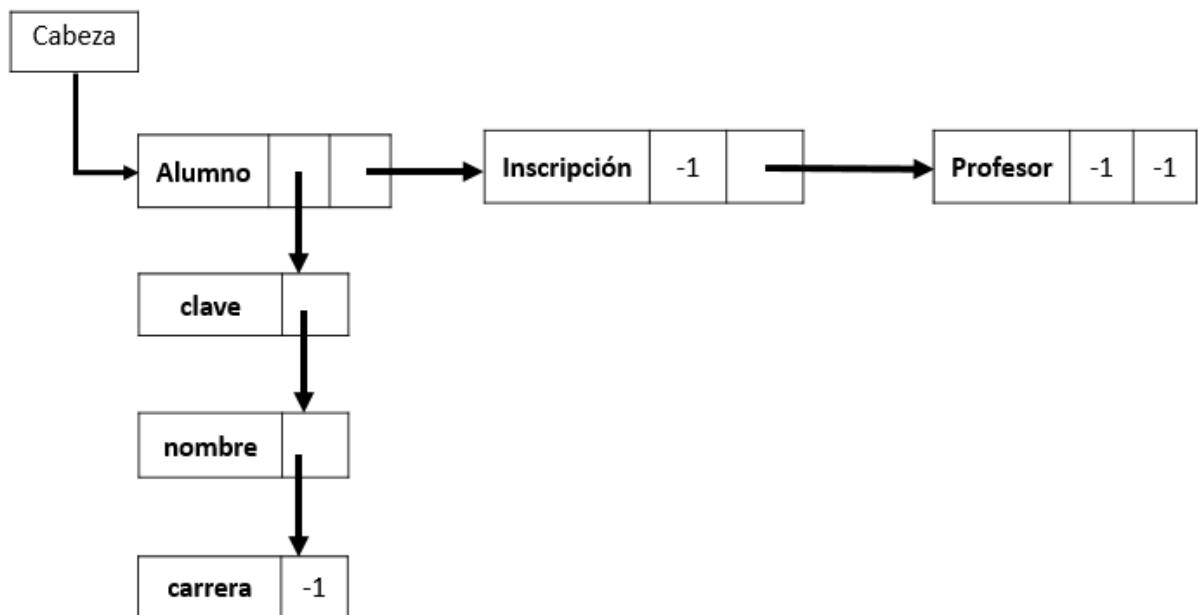 Cabeza
Alumno
Inscripción -1
Profesor -1 -1
clave
nombre
carrera -1